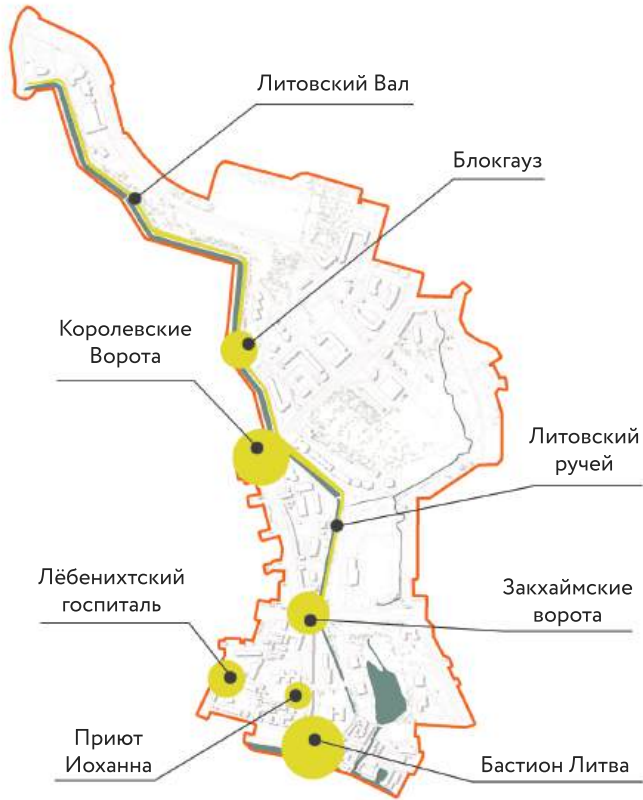 Литовский Вал
Блокгауз
Королевские
Ворота
Литовский
ручей
Лёбенихтский
госпиталь
Закхаймские
ворота
Приют
Иоханна
Бастион Литва